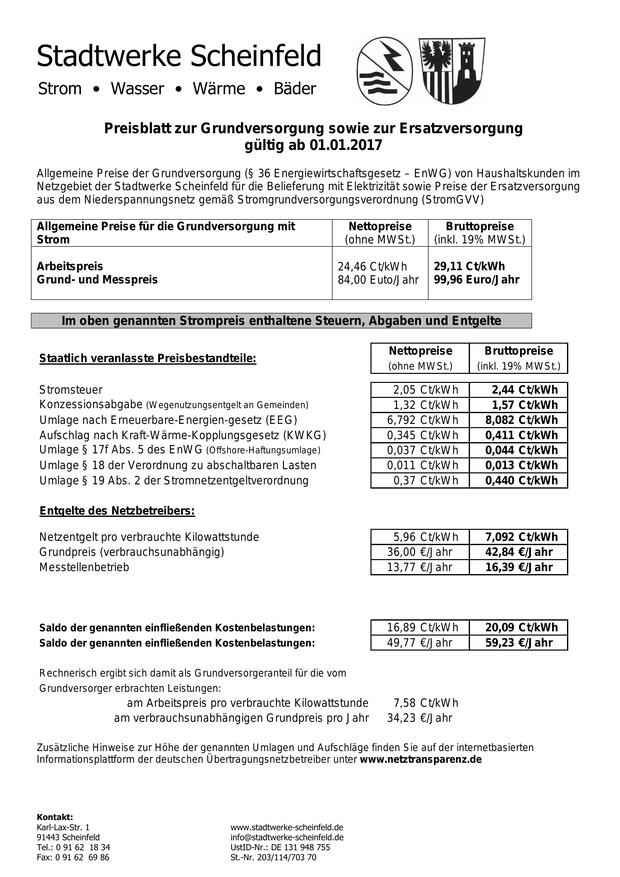 Stadtwerke Scheinfeld
Strom • Wasser • Wärme • Bäder
Preisblatt zur Grundversorgung sowie zur Ersatzversorgung
gültig ab 01.01.2017
Allgemeine Preise der Grundversorgung (§ 36 Energiewirtschaftsgesetz – EnWG) von Haushaltskunden im
Netzgebiet der Stadtwerke Scheinfeld für die Belieferung mit Elektrizität sowie Preise der Ersatzversorgung
aus dem Niederspannungsnetz gemäß Stromgrundversorgungsverordnung (StromGVV)
Allgemeine Preise für die Grundversorgung mit Nettopreise Bruttopreise
Strom (ohne MWSt.) (inkl. 19% MWSt.)
Arbeitspreis 24,46 Ct/kWh 29,11 Ct/kWh
Grund- und Messpreis 84,00 Euto/Jahr 99,96 Euro/Jahr
Im oben genannten Strompreis enthaltene Steuern, Abgaben und Entgelte
Staatlich veranlasste Preisbestandteile: Nettopreise Bruttopreise
(ohne MWSt.) (inkl. 19% MWSt.)
Stromsteuer 2,05 Ct/kWh 2,44 Ct/kWh
Konzessionsabgabe (Wegenutzungsentgelt an Gemeinden) 1,32 Ct/kWh 1,57 Ct/kWh
Umlage nach Erneuerbare-Energien-gesetz (EEG) 6,792 Ct/kWh 8,082 Ct/kWh
Aufschlag nach Kraft-Wärme-Kopplungsgesetz (KWKG) 0,345 Ct/kWh 0,411 Ct/kWh
Umlage § 17f Abs. 5 des EnWG (Offshore-Haftungsumlage) 0,037 Ct/kWh 0,044 Ct/kWh
Umlage § 18 der Verordnung zu abschaltbaren Lasten 0,011 Ct/kWh 0,013 Ct/kWh
Umlage § 19 Abs. 2 der Stromnetzentgeltverordnung 0,37 Ct/kWh 0,440 Ct/kWh
Entgelte des Netzbetreibers:
Netzentgelt pro verbrauchte Kilowattstunde 5,96 Ct/kWh 7,092 Ct/kWh
Grundpreis (verbrauchsunabhängig) 36,00 €/Jahr 42,84 €/Jahr
Messtellenbetrieb 13,77 €/Jahr 16,39 €/Jahr
Saldo der genannten einfließenden Kostenbelastungen: 16,89 Ct/kWh 20,09 Ct/kWh
Saldo der genannten einfließenden Kostenbelastungen: 49,77 €/Jahr 59,23 €/Jahr
Rechnerisch ergibt sich damit als Grundversorgeranteil für die vom
Grundversorger erbrachten Leistungen:
am Arbeitspreis pro verbrauchte Kilowattstunde 7,58 Ct/kWh
am verbrauchsunabhängigen Grundpreis pro Jahr 34,23 €/Jahr
Zusätzliche Hinweise zur Höhe der genannten Umlagen und Aufschläge finden Sie auf der internetbasierten
Informationsplattform der deutschen Übertragungsnetzbetreiber unter www.netztransparenz.de
Kontakt:
Karl-Lax-Str. 1 www.stadtwerke-scheinfeld.de
91443 Scheinfeld info@stadtwerke-scheinfeld.de
Tel.: 0 91 62 18 34 UstID-Nr.: DE 131 948 755
Fax: 0 91 62 69 86 St.-Nr. 203/114/703 70